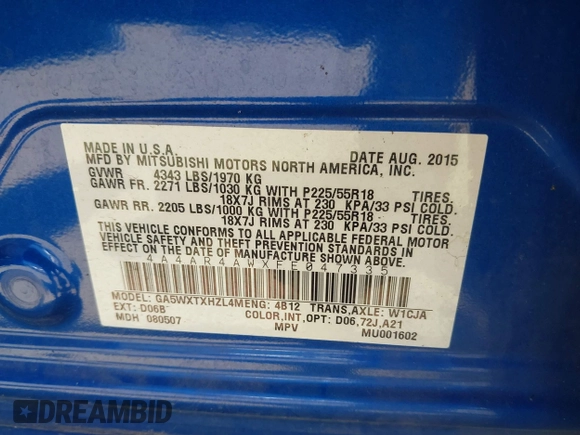 MADE IN U.S.A. DATE AUG. 2015
MFD BY MITSUBISHI MOTORS NORTH AMERICA, INC.
GVWR 4343 LBS/1970 KG
GAWR FR. 2271 LBS/1030 KG WITH P225/55R18 TIRES,
18X7J RIMS AT 230 KPA/33 PSI COLD.
GAWR RR. 2205 LBS/1000 KG WITH P225/55R18 TIRES,
18X7J RIMS AT 230 KPA/33 PSI COLD.
THIS VEHICLE CONFORMS TO ALL APPLICABLE FEDERAL MOTOR
VEHICLE SAFETY AND THEFT PREVENTION STANDARDS IN
EFFECT ON THE DATE OF MANUFACTURE SHOWN ABOVE.
4A4AR4AWXFE047335
MODEL: GA5WXTXHZL4M ENG: 4B12 TRANS,AXLE: W1CJA
EXT: D06B COLOR,INT,OPT: D06,72J,A21
MDH 080507 MPV MU001602
DREAMBID